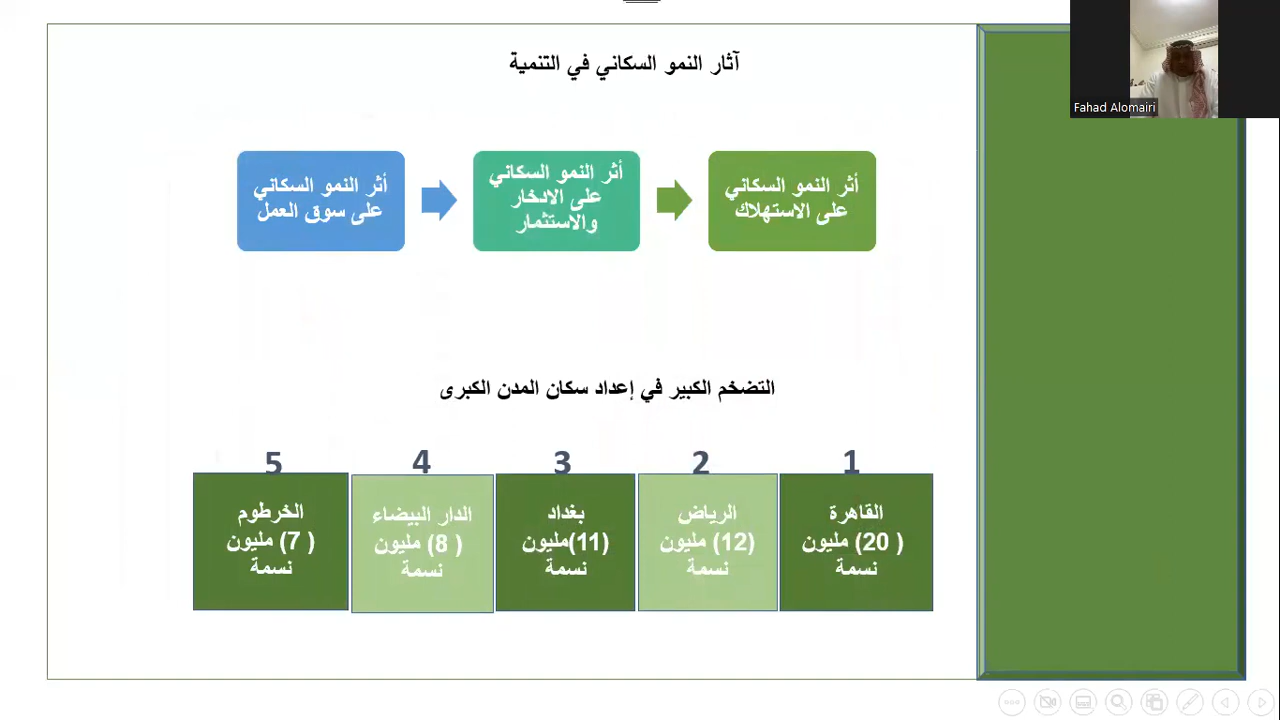 آثار النمو السكاني في التنمية
Fahad Alomairi
أثر النمو السكاني
على الاستهلاك
أثر النمو السكاني
على الادخار
والاستثمار
أثر النمو السكاني
على سوق العمل
التضخم الكبير في إعداد سكان المدن الكبرى
1
القاهرة
( 20) مليون
نسمة
2
الرياض
(12) مليون
نسمة
3
بغداد
(11)مليون
نسمة
4
الدار البيضاء
( 8) مليون
نسمة
5
الخرطوم
( 7) مليون
نسمة